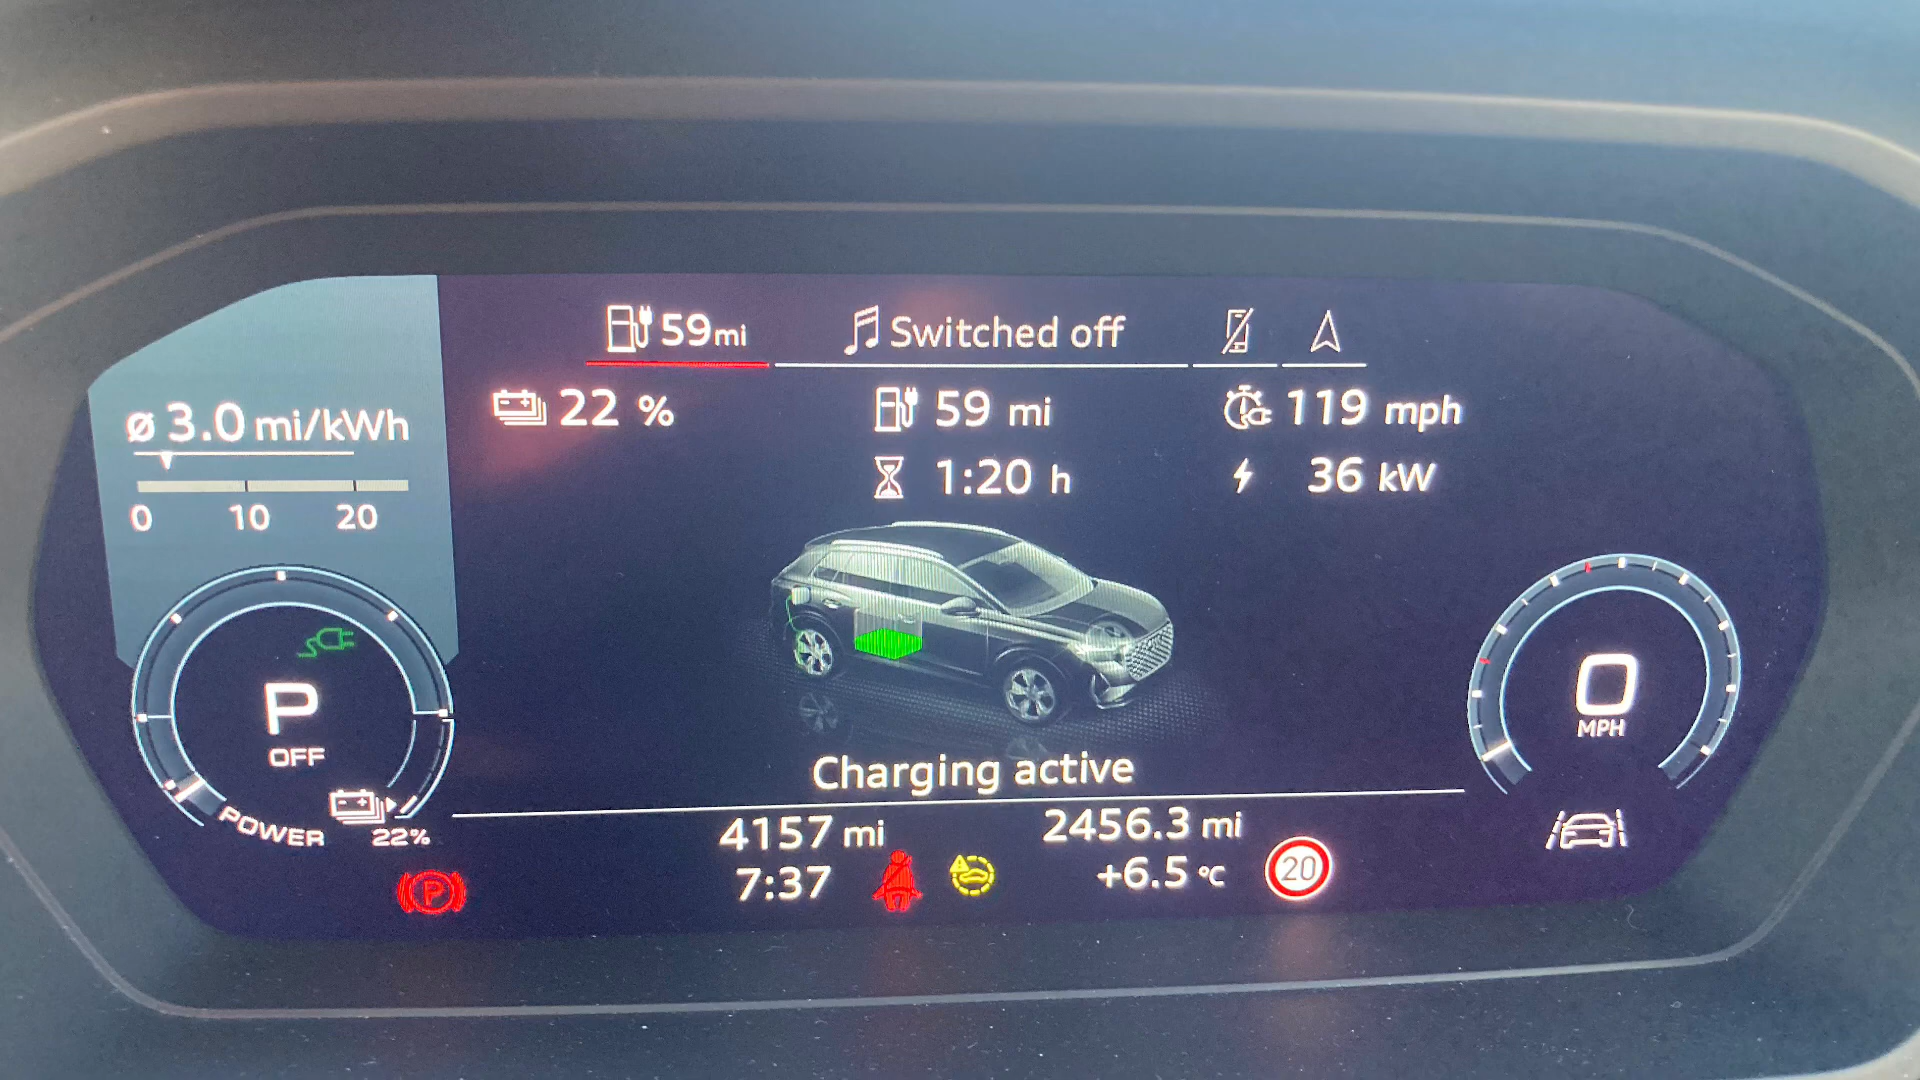 59mi Switched off
22 % 59 mi 119 mph
1:20 h 36 kW
ø 3.0 mi/kWh
0 10 20
P
OFF
POWER 22%
0
MPH
Charging active
4157 mi 2456.3 mi
7:37 +6.5 °C 20
P